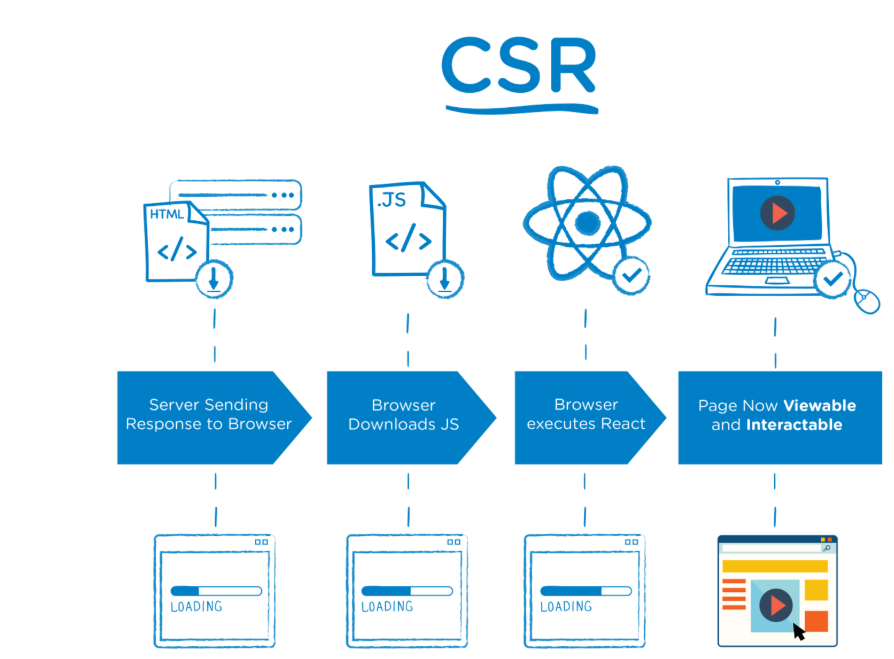 CSR
HTML
</>
.JS
</>
Server Sending
Response to Browser
Browser
Downloads JS
Browser
executes React
Page Now Viewable
and Interactable
LOADING
LOADING
LOADING